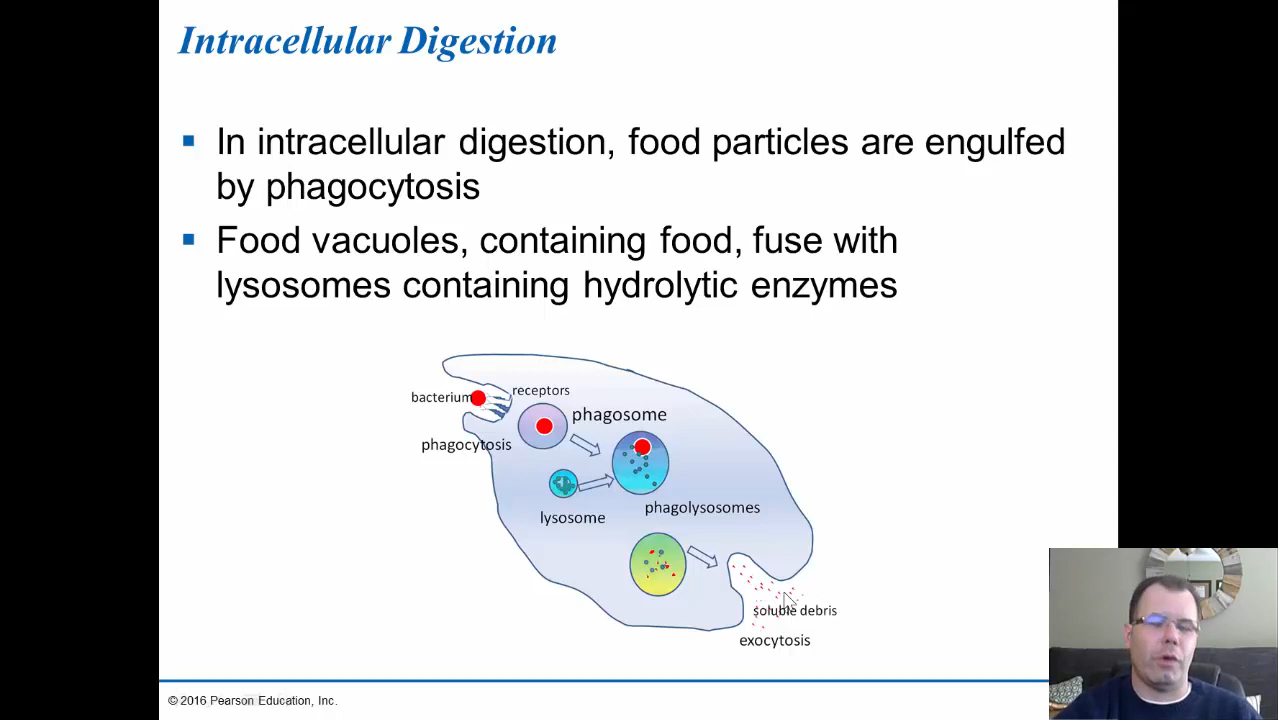 Intracellular Digestion
In intracellular digestion, food particles are engulfed
by phagocytosis
Food vacuoles, containing food, fuse with
lysosomes containing hydrolytic enzymes
bacterium
receptors
phagosome
phagocytosis
lysosome
phagolysosomes
soluble debris
exocytosis
© 2016 Pearson Education, Inc.